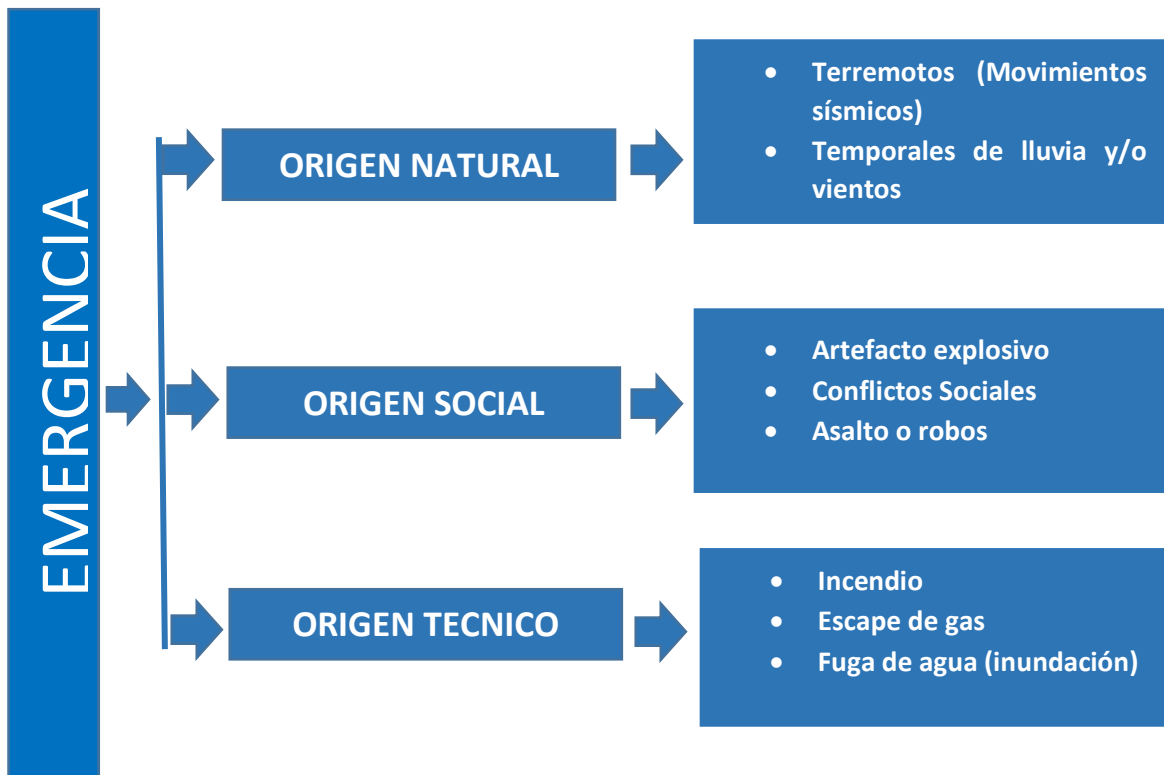 EMERGENCIA
ORIGEN NATURAL
• Terremotos (Movimientos
sísmicos)
• Temporales de lluvia y/o
vientos
ORIGEN SOCIAL
• Artefacto explosivo
• Conflictos Sociales
• Asalto o robos
ORIGEN TECNICO
• Incendio
• Escape de gas
• Fuga de agua (inundación)